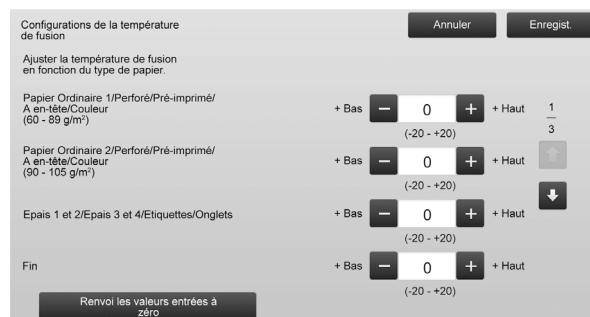 Configurations de la température
de fusion
Annuler
Enregist.
Ajuster la température de fusion
en fonction du type de papier.
Papier Ordinaire 1/Perforé/Pré-imprimé/
A en-tête/Couleur
(60 - 89 g/m²)
+ Bas − 0 + + Haut
(-20 - +20)
1
3
Papier Ordinaire 2/Perforé/Pré-imprimé/
A en-tête/Couleur
(90 - 105 g/m²)
+ Bas − 0 + + Haut
(-20 - +20)
Epais 1 et 2/Epais 3 et 4/Etiquettes/Onglets
+ Bas − 0 + + Haut
(-20 - +20)
Fin
+ Bas − 0 + + Haut
(-20 - +20)
Renvoi les valeurs entrées à
zéro